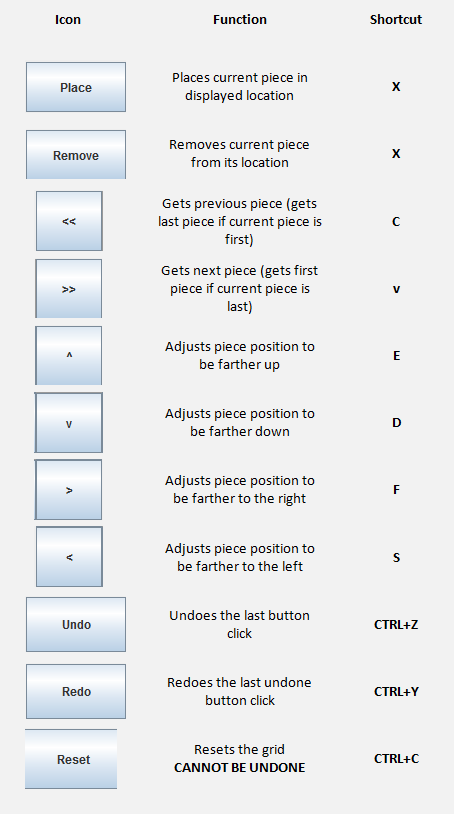 Icon Function Shortcut
Places current piece in
Place X
displayed location
Removes current piece
Remove X
from its location
Gets previous piece (gets
<< last piece if current piece is C
first)
Gets next piece (gets first
>> piece if current piece is v
last)
Adjusts piece position to
^ E
be farther up
Adjusts piece position to
v D
be farther down
Adjusts piece position to
> F
be farther to the right
Adjusts piece position to
< S
be farther to the left
Undoes the last button
Undo CTRL+Z
click
Redoes the last undone
Redo CTRL+Y
button click
Resets the grid
Reset CTRL+C
CANNOT BE UNDONE